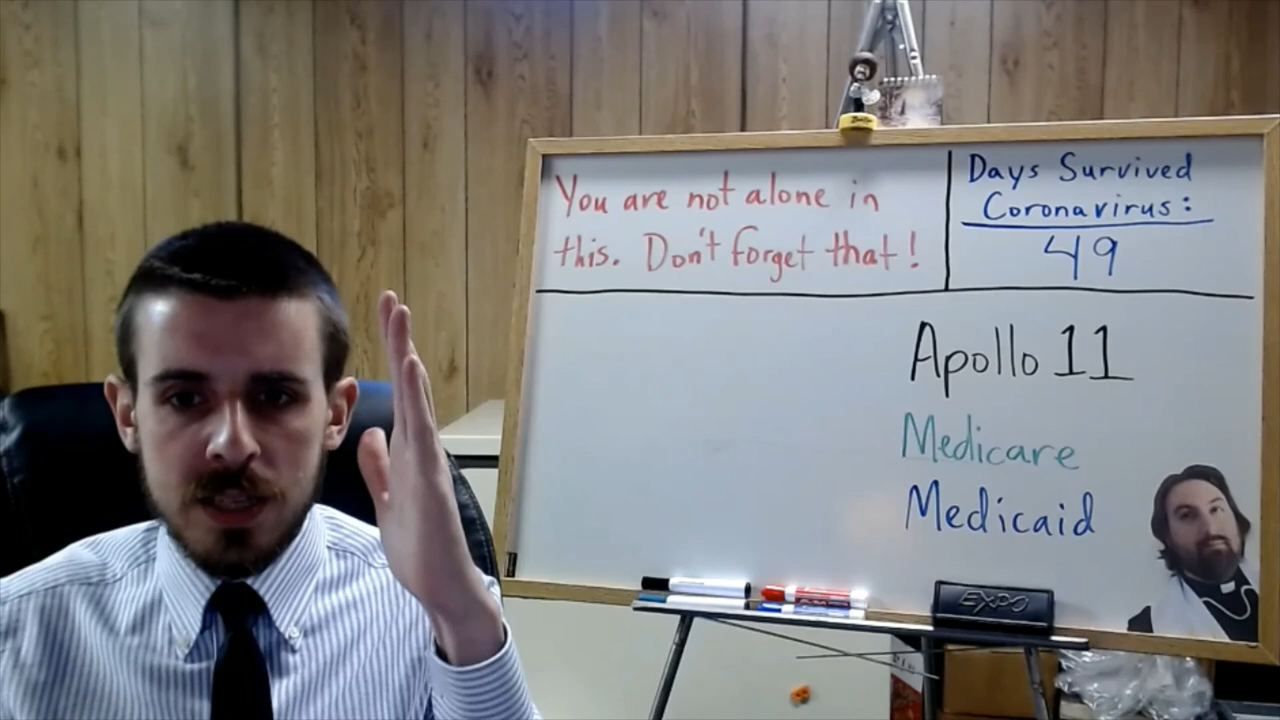 You are not alone in
this. Don't forget that!
Days Survived
Coronavirus:
49
Apollo 11
Medicare
Medicaid
EXPO